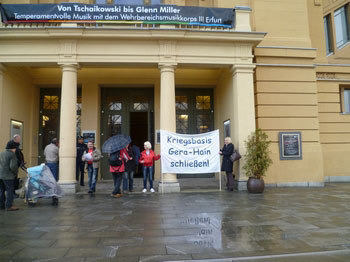 Von Tschaikowski bis Glenn Miller
Temperamentvolle Musik mit dem Wehrbereichsmusikkorps III Erfurt
Kriegsbasis
Gera-Hain
schließen!